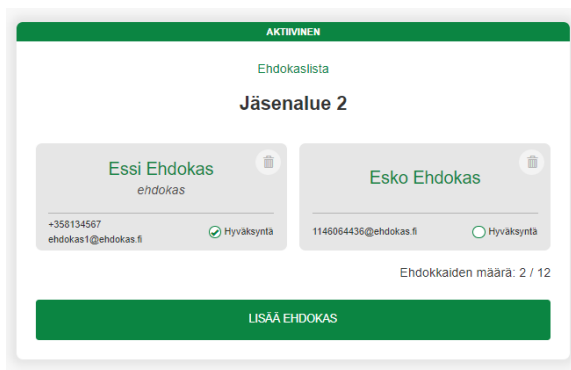 AKTIIVINEN
Ehdokaslista
Jäsenalue 2
Essi Ehdokas
ehdokas
+358134567
ehdokas1@ehdokas.fi
Hyväksyntä
Esko Ehdokas
1146064436@ehdokas.fi
Hyväksyntä
Ehdokkaiden määrä: 2 / 12
LISÄÄ EHDOKAS